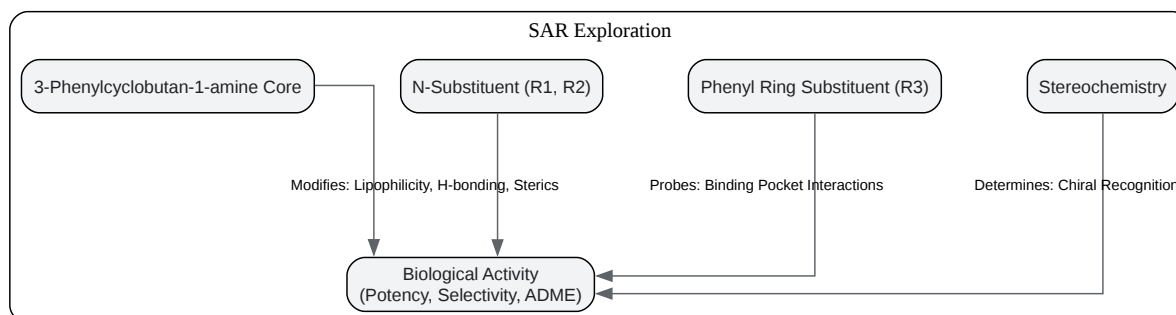 SAR Exploration
3-Phenylcyclobutan-1-amine Core
N-Substituent (R1, R2)
Phenyl Ring Substituent (R3)
Stereochemistry
Modifies: Lipophilicity, H-bonding, Sterics
Probes: Binding Pocket Interactions
Determines: Chiral Recognition
Biological Activity
(Potency, Selectivity, ADME)